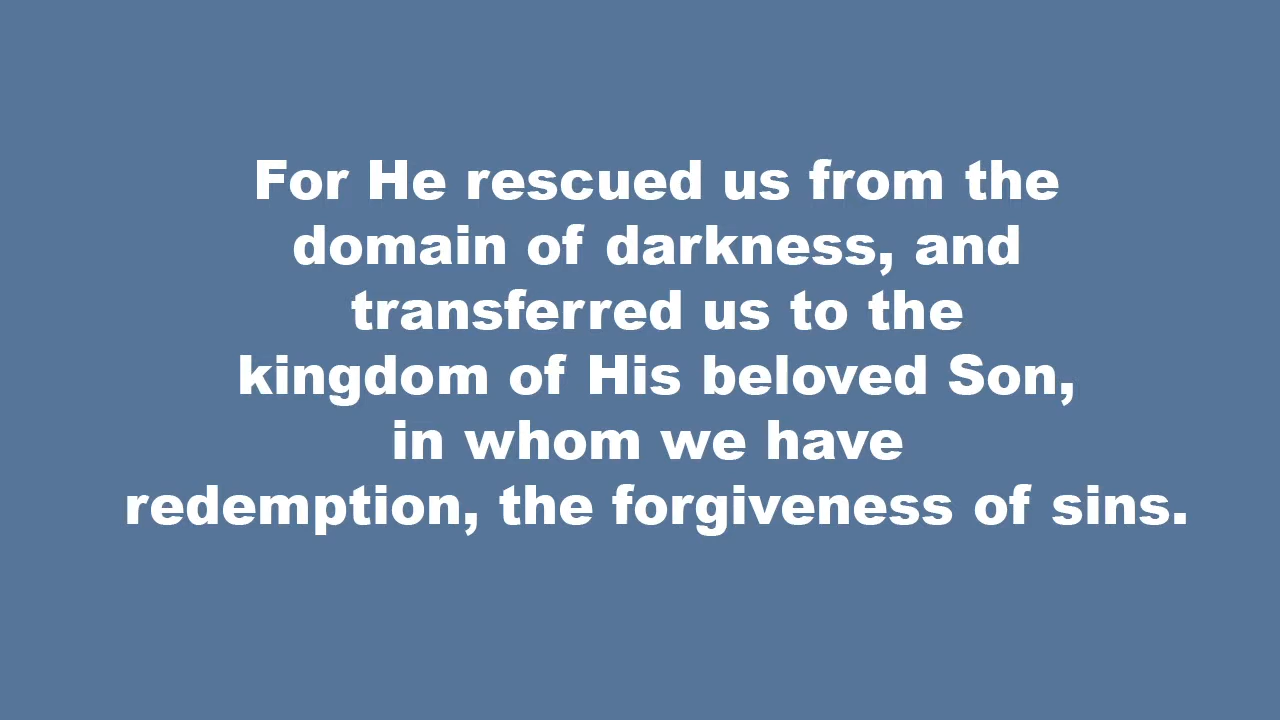 For He rescued us from the
domain of darkness, and
transferred us to the
kingdom of His beloved Son,
in whom we have
redemption, the forgiveness of sins.